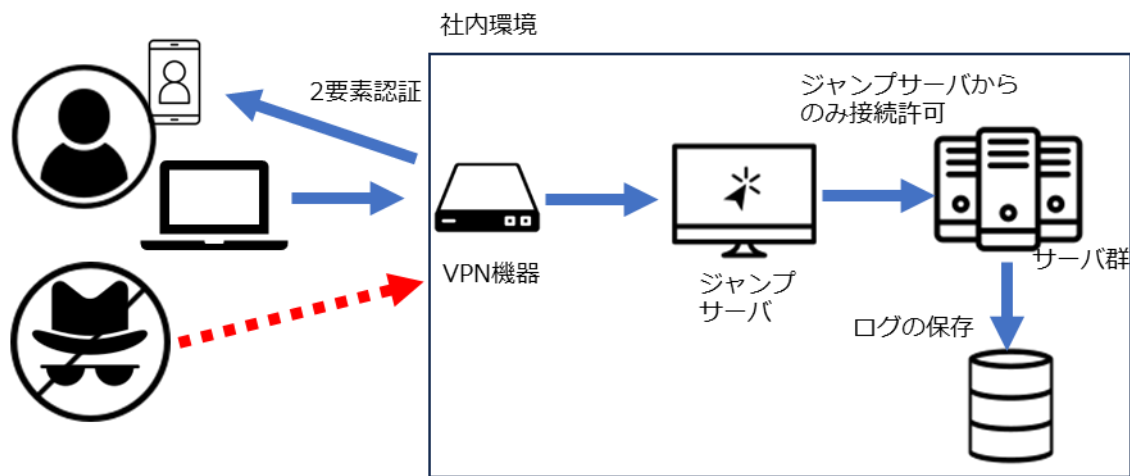 社内環境
2要素認証
ジャンプサーバから
のみ接続許可
VPN機器
ジャンプ
サーバ
サーバ群
ログの保存